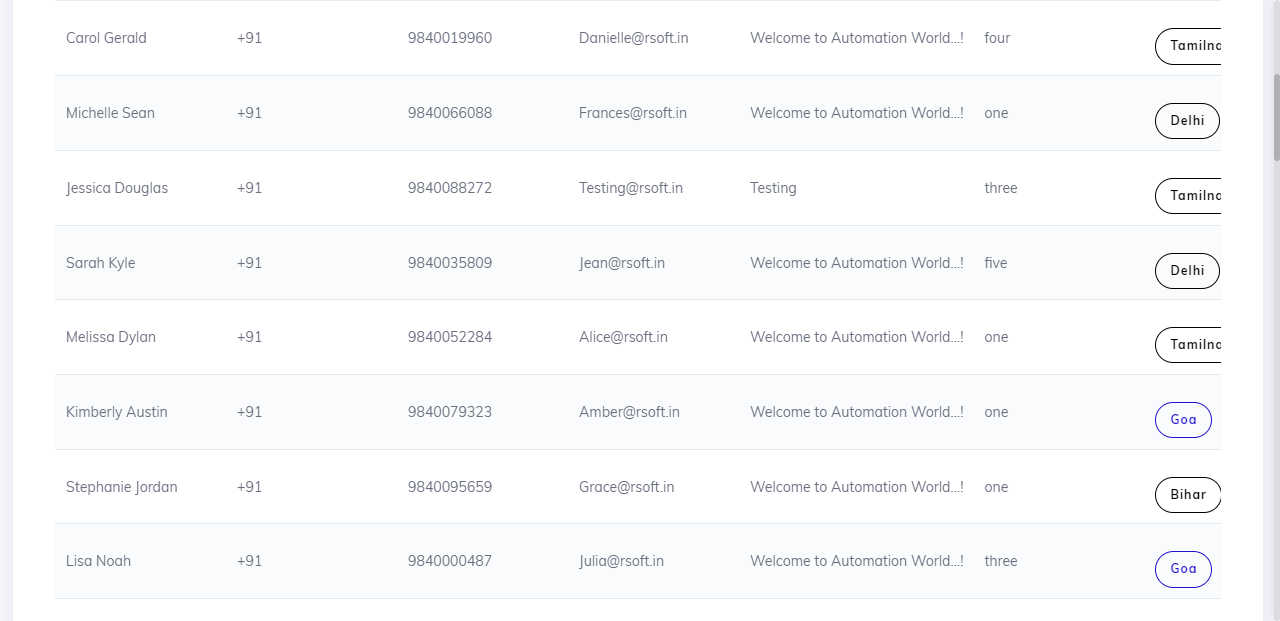 Carol Gerald +91 9840019960 Danielle@rsoft.in Welcome to Automation World...! four Tamilna
Michelle Sean +91 9840066088 Frances@rsoft.in Welcome to Automation World...! one Delhi
Jessica Douglas +91 9840088272 Testing@rsoft.in Testing three Tamilna
Sarah Kyle +91 9840035809 Jean@rsoft.in Welcome to Automation World...! five Delhi
Melissa Dylan +91 9840052284 Alice@rsoft.in Welcome to Automation World...! one Tamilna
Kimberly Austin +91 9840079323 Amber@rsoft.in Welcome to Automation World...! one Goa
Stephanie Jordan +91 9840095659 Grace@rsoft.in Welcome to Automation World...! one Bihar
Lisa Noah +91 9840000487 Julia@rsoft.in Welcome to Automation World...! three Goa